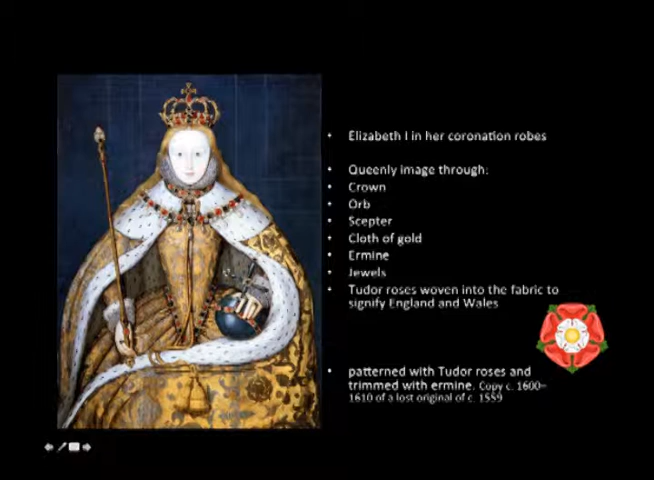 Elizabeth I in her coronation robes
Queenly image through:
Crown
Orb
Scepter
Cloth of gold
Ermine
Jewels
Tudor roses woven into the fabric to
signify England and Wales
patterned with Tudor roses and
trimmed with ermine. Copy c. 1600–
1610 of a lost original of c. 1559